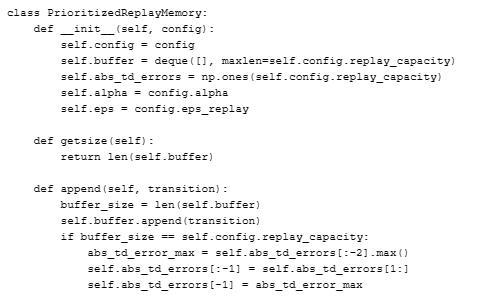 class PrioritizedReplayMemory:
    def __init__(self, config):
        self.config = config
        self.buffer = deque([], maxlen=self.config.replay_capacity)
        self.abs_td_errors = np.ones(self.config.replay_capacity)
        self.alpha = config.alpha
        self.eps = config.eps_replay

    def getsize(self):
        return len(self.buffer)

    def append(self, transition):
        buffer_size = len(self.buffer)
        self.buffer.append(transition)
        if buffer_size == self.config.replay_capacity:
            abs_td_error_max = self.abs_td_errors[:-2].max()
            self.abs_td_errors[:-1] = self.abs_td_errors[1:]
            self.abs_td_errors[-1] = abs_td_error_max